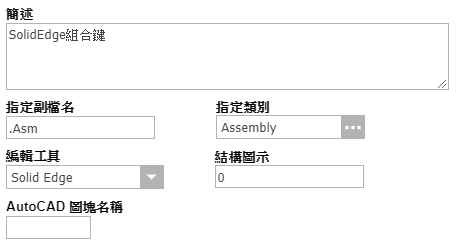 簡述
SolidEdge組合鍵
指定副檔名 指定類別
.Asm Assembly
編輯工具 結構圖示
Solid Edge 0
AutoCAD 圖塊名稱